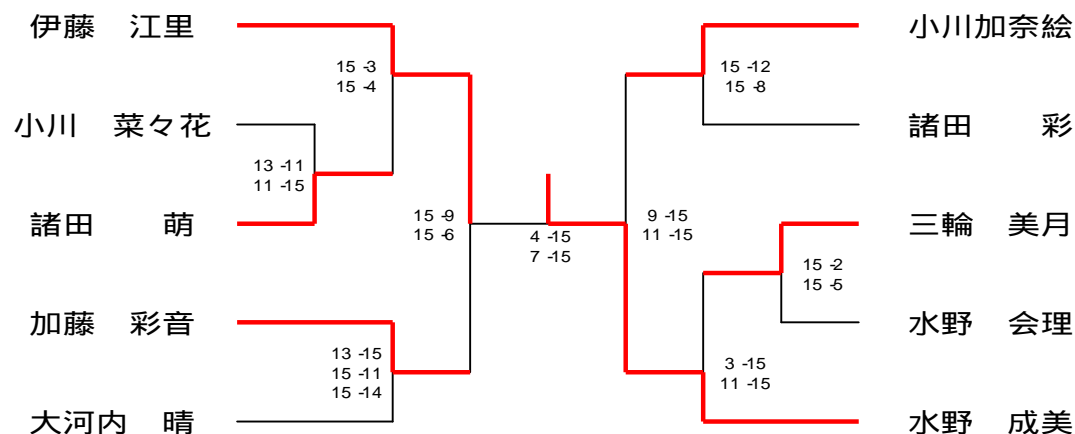 伊藤　江里
小川　菜々花
諸田　　萌
加藤　彩音
大河内　晴
15 -3
15 -4
13 -11
11 -15
15 -9
15 -6
13 -15
15 -11
15 -14
4 -15
7 -15
9 -15
11 -15
15 -12
15 -8
15 -2
15 -5
3 -15
11 -15
小川加奈絵
諸田　　彩
三輪　美月
水野　会理
水野　成美